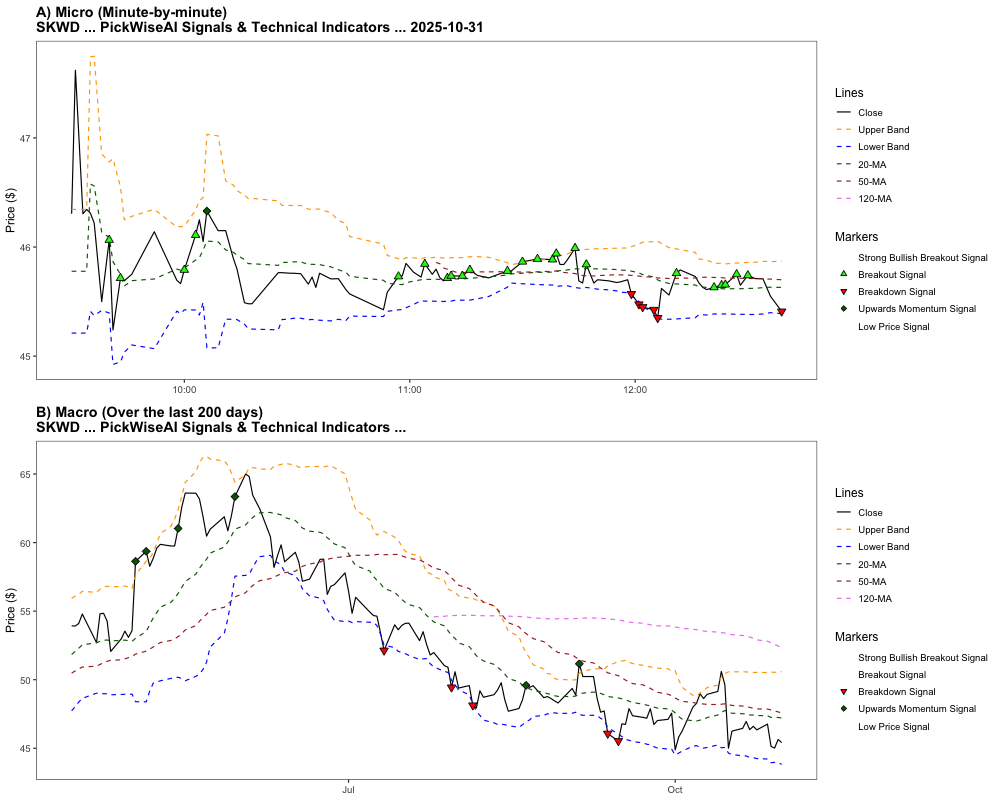 A) Micro (Minute-by-minute)
SKWD ... PickWiseAI Signals & Technical Indicators ... 2025-10-31
Price ($)
47
46
45
10:00
11:00
12:00
Lines
Close
Upper Band
Lower Band
20-MA
50-MA
120-MA
Markers
Strong Bullish Breakout Signal
Breakout Signal
Breakdown Signal
Upwards Momentum Signal
Low Price Signal
B) Macro (Over the last 200 days)
SKWD ... PickWiseAI Signals & Technical Indicators ...
Price ($)
65
60
55
50
45
Jul
Oct
Lines
Close
Upper Band
Lower Band
20-MA
50-MA
120-MA
Markers
Strong Bullish Breakout Signal
Breakout Signal
Breakdown Signal
Upwards Momentum Signal
Low Price Signal